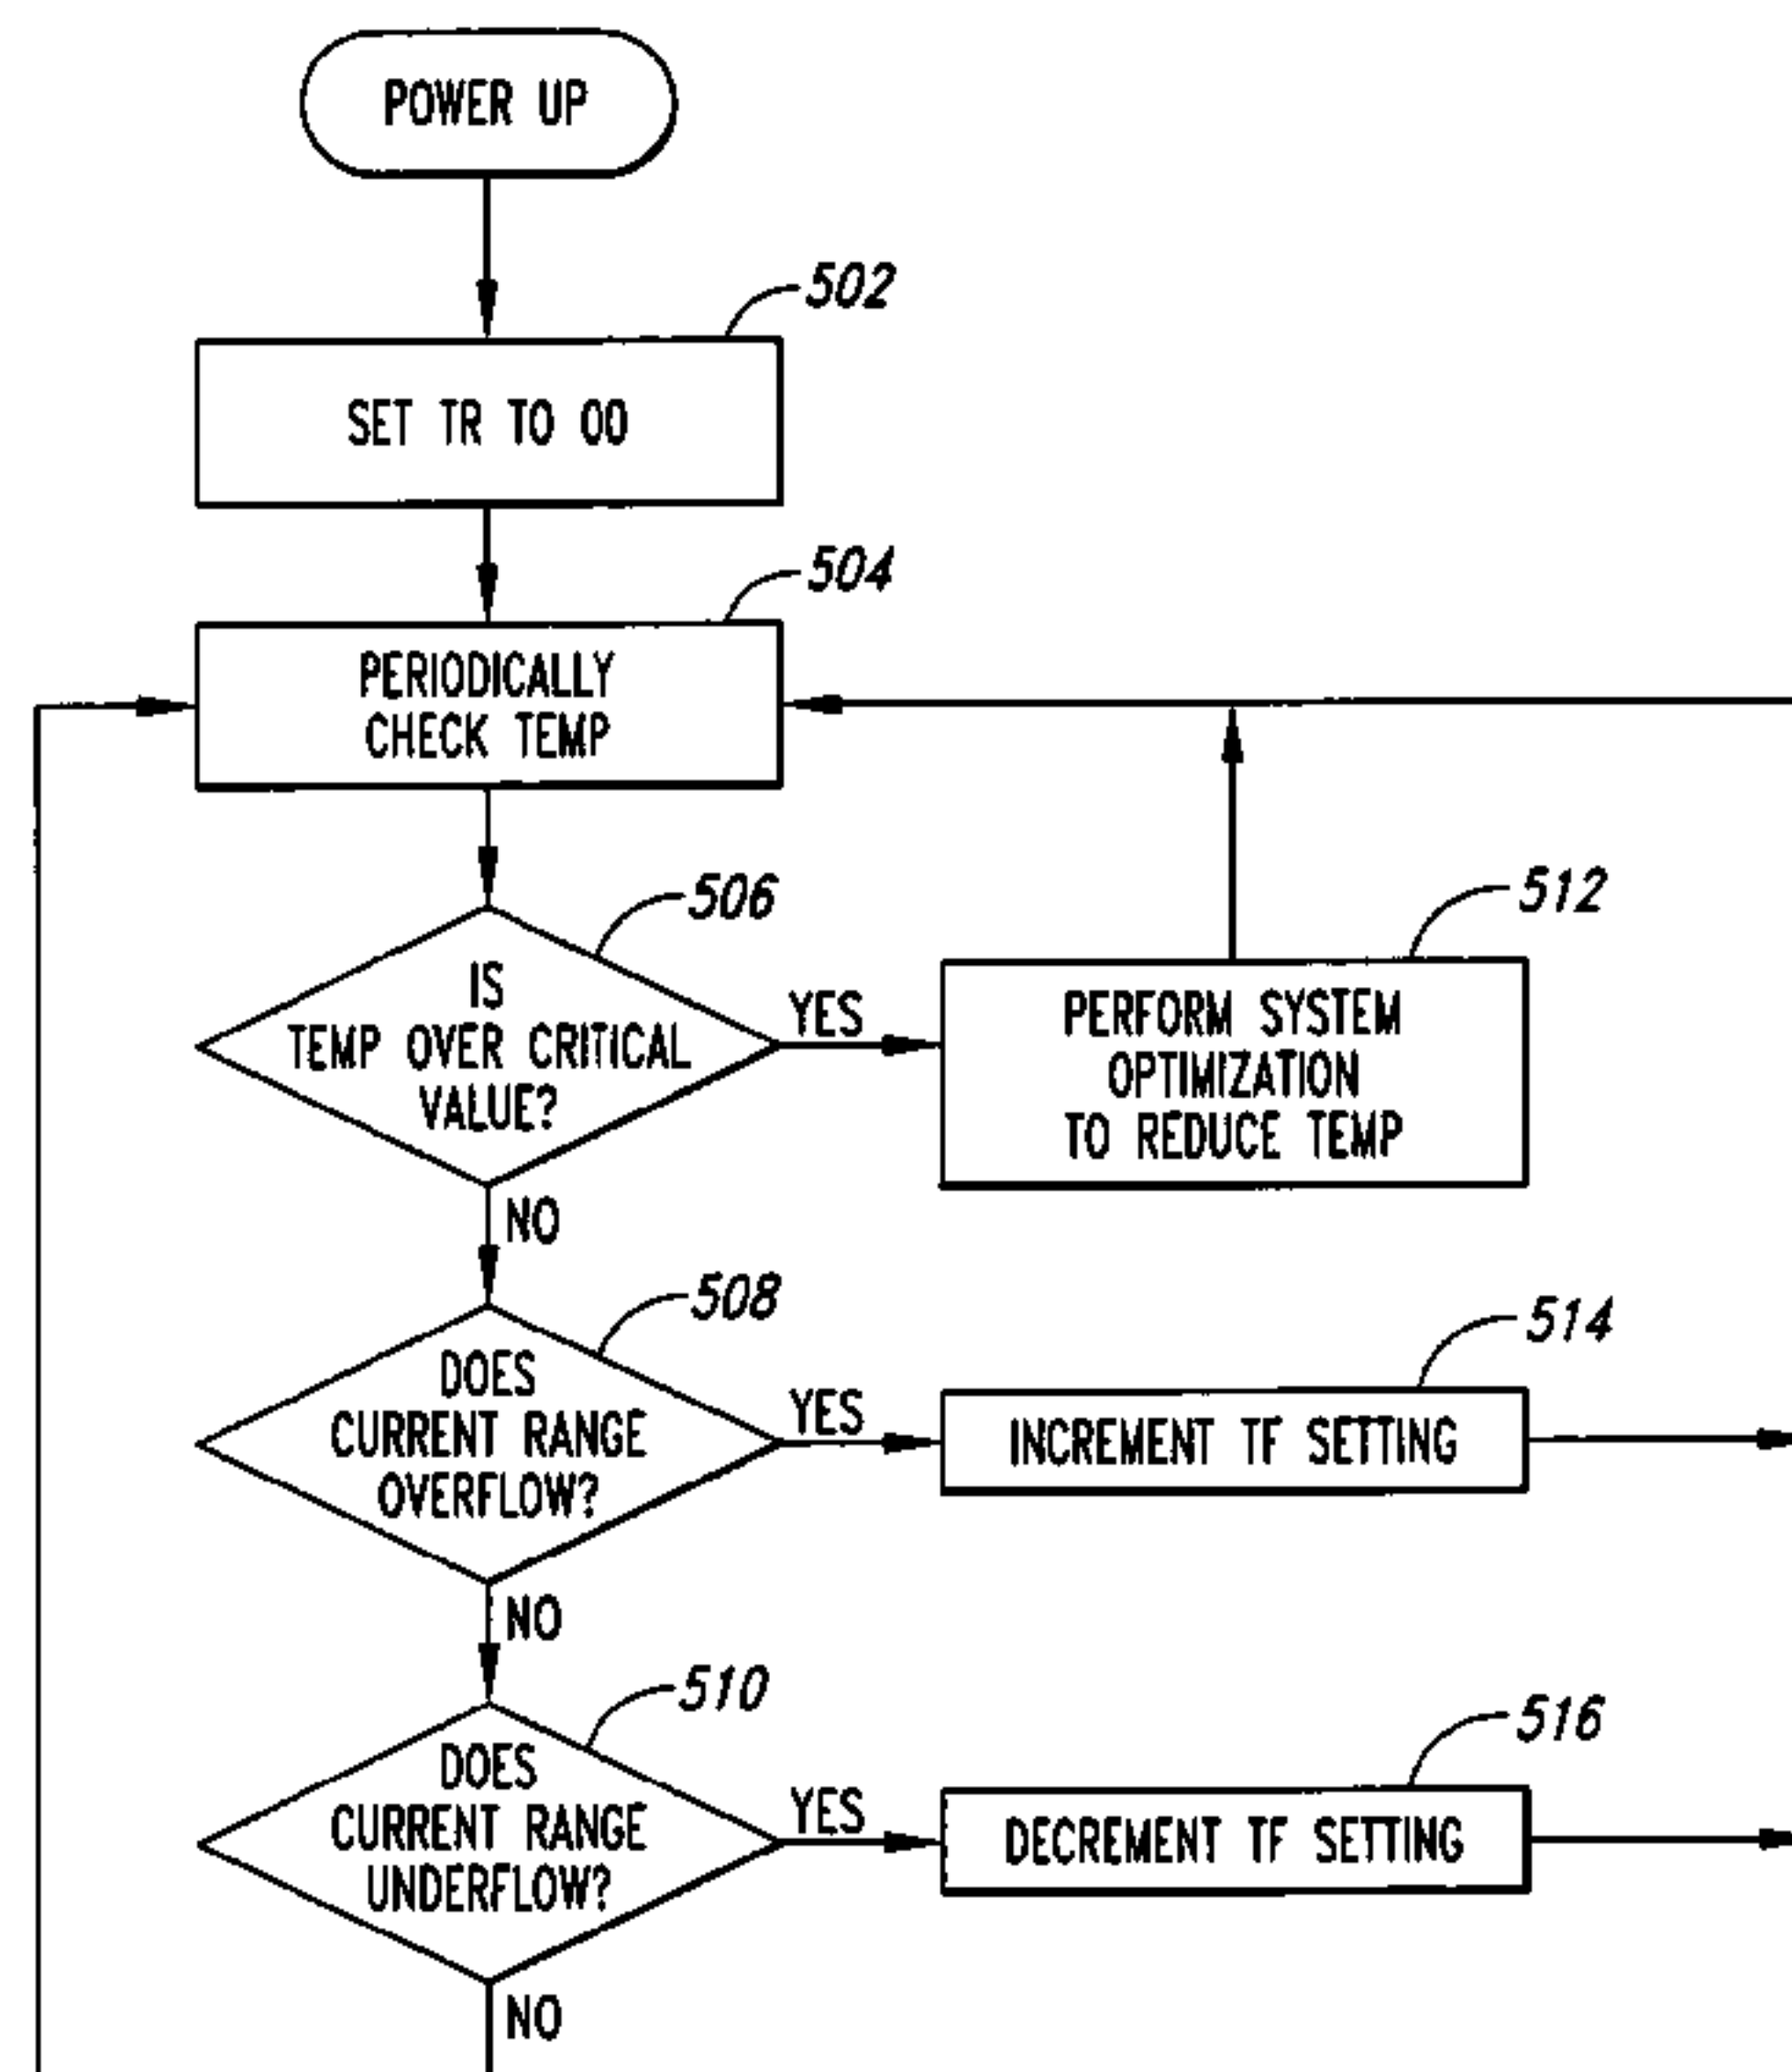 POWER UP
502
SET TR TO 00
504
PERIODICALLY
CHECK TEMP
506
IS
TEMP OVER CRITICAL
VALUE?
YES
512
PERFORM SYSTEM
OPTIMIZATION
TO REDUCE TEMP
NO
508
DOES
CURRENT RANGE
OVERFLOW?
YES
514
INCREMENT TF SETTING
NO
510
DOES
CURRENT RANGE
UNDERFLOW?
YES
516
DECREMENT TF SETTING
NO